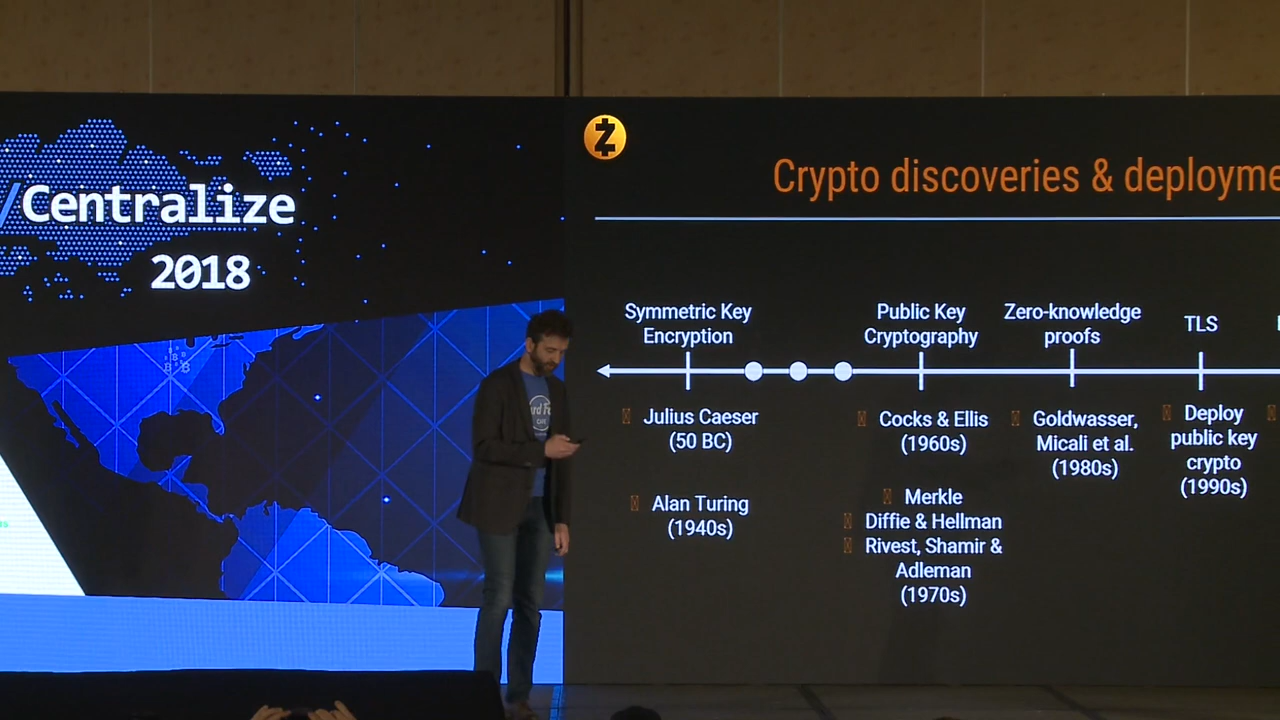 /Centralize
2018
Crypto discoveries & deployme
Symmetric Key
Encryption
Public Key
Cryptography
Zero-knowledge
proofs
TLS
Julius Caeser
(50 BC)
Alan Turing
(1940s)
Cocks & Ellis
(1960s)
Merkle
Diffie & Hellman
Rivest, Shamir &
Adleman
(1970s)
Goldwasser,
Micali et al.
(1980s)
Deploy
public key
crypto
(1990s)